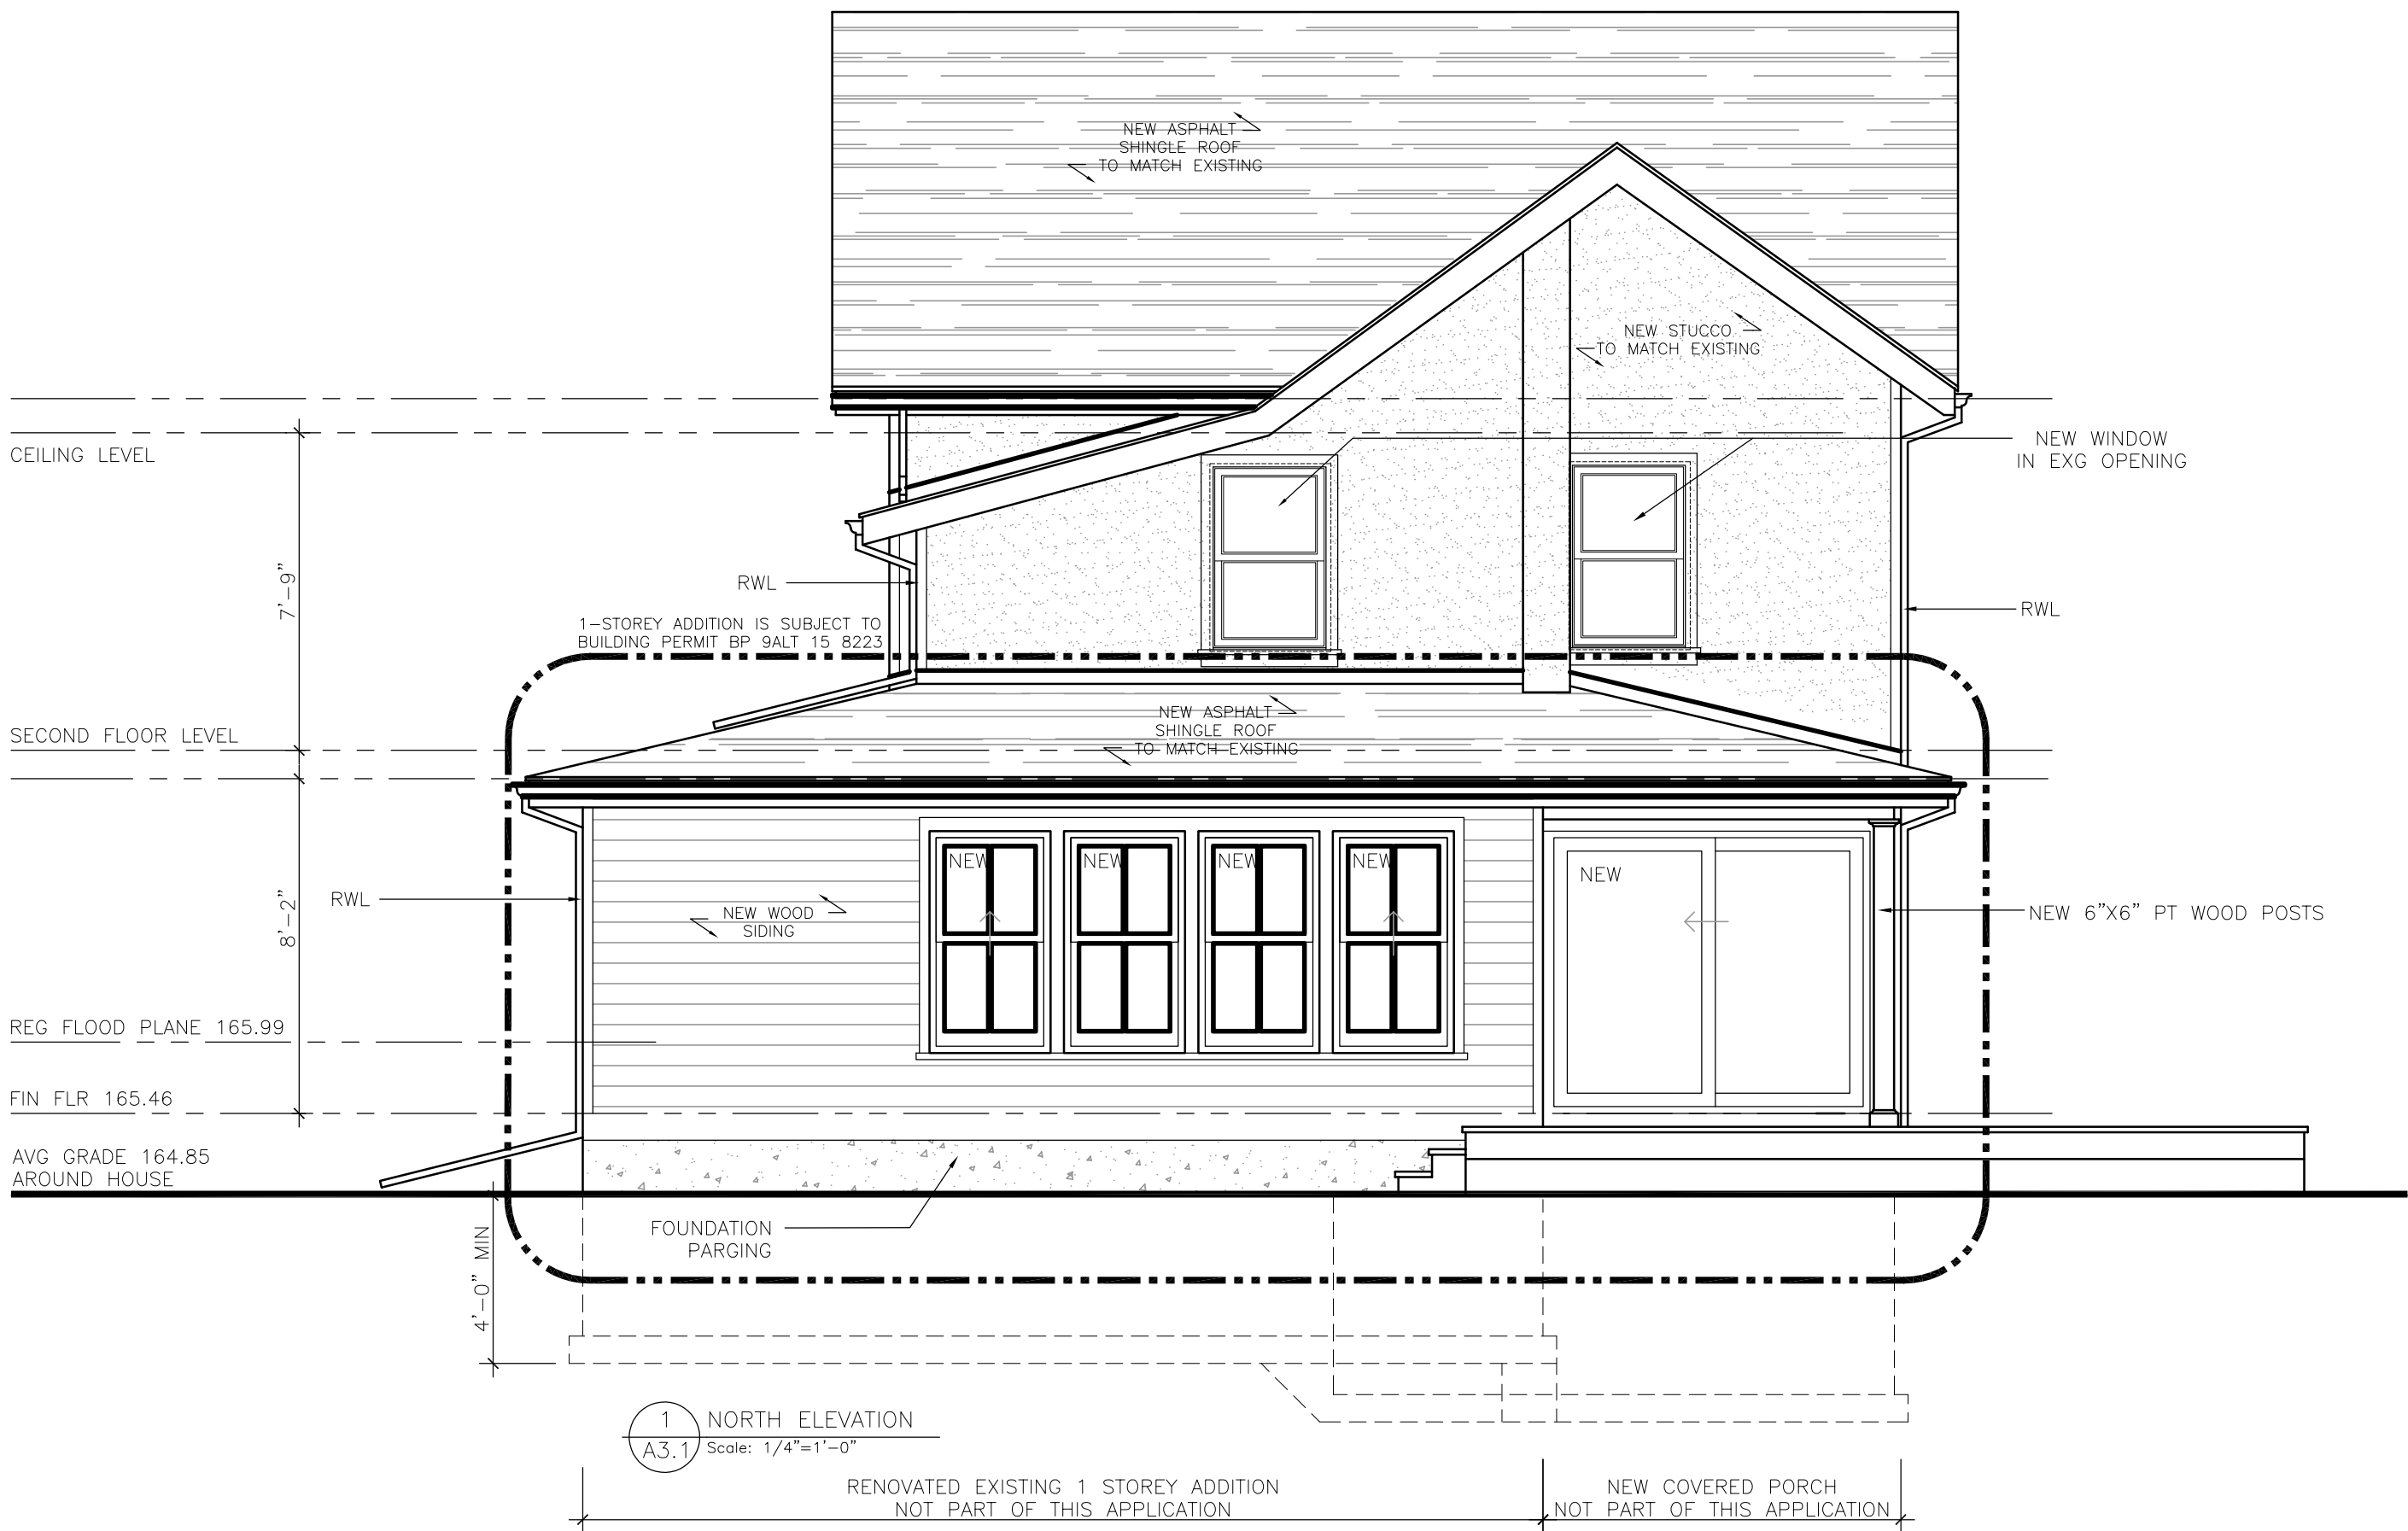 NEW ASPHALT
SHINGLE ROOF
TO MATCH EXISTING
NEW STUCCO
TO MATCH EXISTING
CEILING LEVEL
NEW WINDOW
IN EXG OPENING
7'-9"
RWL
RWL
1-STOREY ADDITION IS SUBJECT TO
BUILDING PERMIT BP 9ALT 15 8223
SECOND FLOOR LEVEL
NEW ASPHALT
SHINGLE ROOF
TO MATCH EXISTING
NEW
NEW
NEW
NEW
NEW
8'-2"
RWL
NEW WOOD
SIDING
NEW 6"X6" PT WOOD POSTS
REG FLOOD PLANE 165.99
FIN FLR 165.46
AVG GRADE 164.85
AROUND HOUSE
FOUNDATION
PARGING
4'-0" MIN
1
A3.1
NORTH ELEVATION
Scale: 1/4"=1'-0"
RENOVATED EXISTING 1 STOREY ADDITION
NOT PART OF THIS APPLICATION
NEW COVERED PORCH
NOT PART OF THIS APPLICATION